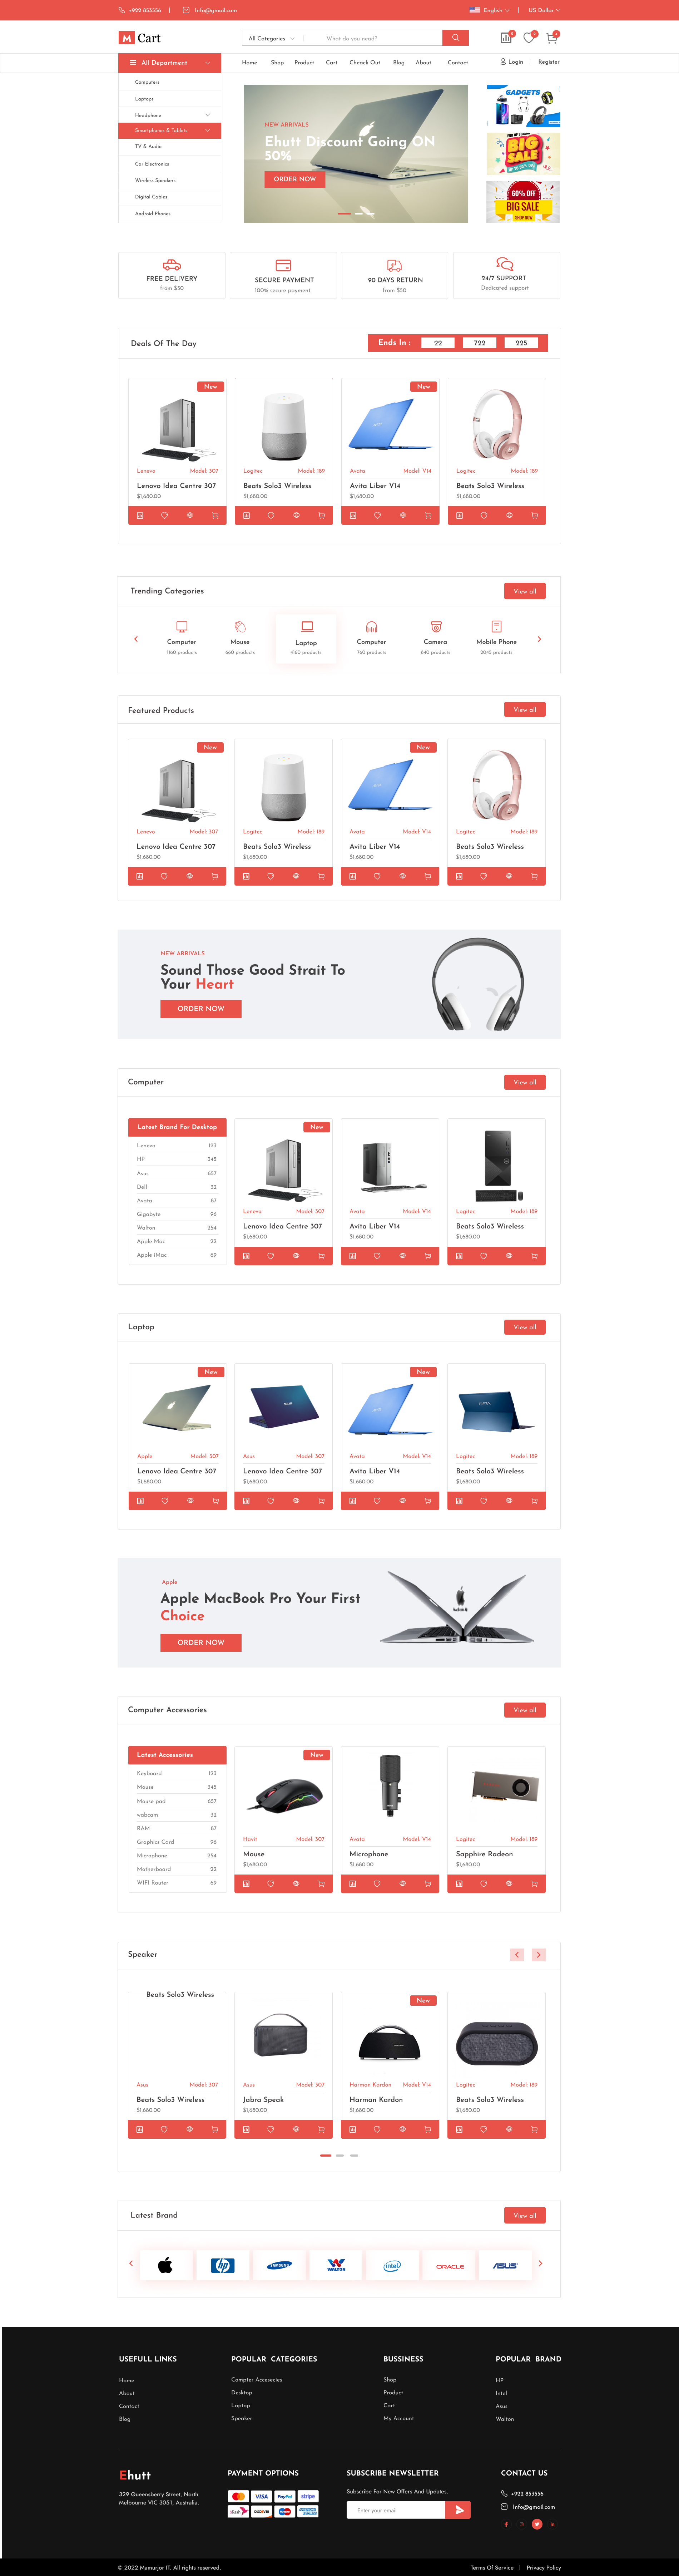 +922 853556 | Info@gmail.com English | US Dollar
M Cart
All Categories | What do you need?
0 0 0
All Department
Home Shop Product Cart Cheack Out Blog About Contact
Login | Register
Computers
Laptops
Headphone
Smartphones & Tablets
TV & Audio
Car Electronics
Wireless Speakers
Digital Cables
Android Phones
NEW ARRIVALS
Ehutt Discount Going ON
50%
ORDER NOW
GADGETS
BIG
SALE
60% OFF
BIG SALE
SHOP NOW
FREE DELIVERY
from $50
SECURE PAYMENT
100% secure payment
90 DAYS RETURN
from $50
24/7 SUPPORT
Dedicated support
Deals Of The Day
Ends In : 22 722 225
New
Lenevo Model: 307
Lenovo Idea Centre 307
$1,680.00
Logitec Model: 189
Beats Solo3 Wireless
$1,680.00
New
Avata Model: V14
Avita Liber V14
$1,680.00
Logitec Model: 189
Beats Solo3 Wireless
$1,680.00
Trending Categories
View all
Computer
1160 products
Mouse
660 products
Laptop
4160 products
Computer
760 products
Camera
840 products
Mobile Phone
2045 products
Featured Products
View all
New
Lenevo Model: 307
Lenovo Idea Centre 307
$1,680.00
Logitec Model: 189
Beats Solo3 Wireless
$1,680.00
New
Avata Model: V14
Avita Liber V14
$1,680.00
Logitec Model: 189
Beats Solo3 Wireless
$1,680.00
NEW ARRIVALS
Sound Those Good Strait To
Your Heart
ORDER NOW
Computer
View all
Latest Brand For Desktop
Lenevo 123
HP 345
Asus 657
Dell 32
Avata 87
Gigabyte 96
Walton 254
Apple Mac 22
Apple iMac 69
New
Lenevo Model: 307
Lenovo Idea Centre 307
$1,680.00
Avata Model: V14
Avita Liber V14
$1,680.00
Logitec Model: 189
Beats Solo3 Wireless
$1,680.00
Laptop
View all
New
Apple Model: 307
Lenovo Idea Centre 307
$1,680.00
Asus Model: 307
Lenovo Idea Centre 307
$1,680.00
New
Avata Model: V14
Avita Liber V14
$1,680.00
Logitec Model: 189
Beats Solo3 Wireless
$1,680.00
Apple
Apple MacBook Pro Your First
Choice
ORDER NOW
Computer Accessories
View all
Latest Accessories
Keyboard 123
Mouse 345
Mouse pad 657
wabcam 32
RAM 87
Graphics Card 96
Microphone 254
Motherboard 22
WIFI Router 69
New
Havit Model: 307
Mouse
$1,680.00
Avata Model: V14
Microphone
$1,680.00
Logitec Model: 189
Sapphire Radeon
$1,680.00
Speaker
Beats Solo3 Wireless
Asus Model: 307
Beats Solo3 Wireless
$1,680.00
Asus Model: 307
Jabra Speak
$1,680.00
New
Harman Kardon Model: V14
Harman Kardon
$1,680.00
Logitec Model: 189
Beats Solo3 Wireless
$1,680.00
Latest Brand
View all
hp
SAMSUNG
WALTON
intel
ORACLE
ASUS
USEFULL LINKS
Home
About
Contact
Blog
POPULAR CATEGORIES
Compter Accesecries
Desktop
Laptop
Speaker
BUSSINESS
Shop
Product
Cart
My Account
POPULAR BRAND
HP
Intel
Asus
Walton
Ehutt
329 Queensberry Street, North
Melbourne VIC 3051, Australia.
PAYMENT OPTIONS
VISA PayPal stripe
DISCOVER
SUBSCRIBE NEWSLETTER
Subscribe For New Offers And Updates.
Enter your email
CONTACT US
+922 853556
Info@gmail.com
© 2022 Mamurjor IT. All rights reserved.
Terms Of Service | Privacy Policy